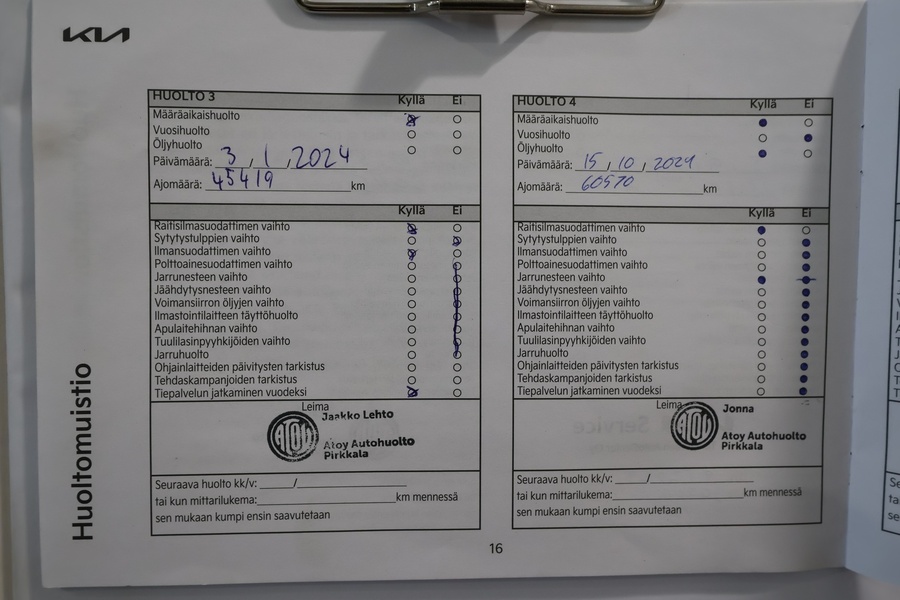 KIA
HUOLTO 3 Kyllä Ei
Määräaikaishuolto
Vuosihuolto
Öljyhuolto
Päivämäärä: 3 , 1 , 2024
Ajomäärä: 45419 km
Kyllä Ei
Raitisilmasuodattimen vaihto
Sytytystulppien vaihto
Ilmansuodattimen vaihto
Polttoainesuodattimen vaihto
Jarrunesteen vaihto
Jäähdytysnesteen vaihto
Voimansiirron öljyjen vaihto
Ilmastointilaitteen täyttöhuolto
Apulaitehihnan vaihto
Tuulilasinpyyhkijöiden vaihto
Jarruhuolto
Ohjainlaitteiden päivitysten tarkistus
Tehdaskampanjoiden tarkistus
Tiepalvelun jatkaminen vuodeksi
Leima
ATOY
Jaakko Lehto
Atoy Autohuolto
Pirkkala
Seuraava huolto kk/v: /
tai kun mittarilukema: km mennessä
sen mukaan kumpi ensin saavutetaan
HUOLTO 4 Kyllä Ei
Määräaikaishuolto
Vuosihuolto
Öljyhuolto
Päivämäärä: 15 , 10 , 2024
Ajomäärä: 60570 km
Kyllä Ei
Raitisilmasuodattimen vaihto
Sytytystulppien vaihto
Ilmansuodattimen vaihto
Polttoainesuodattimen vaihto
Jarrunesteen vaihto
Jäähdytysnesteen vaihto
Voimansiirron öljyjen vaihto
Ilmastointilaitteen täyttöhuolto
Apulaitehihnan vaihto
Tuulilasinpyyhkijöiden vaihto
Jarruhuolto
Ohjainlaitteiden päivitysten tarkistus
Tehdaskampanjoiden tarkistus
Tiepalvelun jatkaminen vuodeksi
Leima
ATOY
Jonna
Atoy Autohuolto
Pirkkala
Seuraava huolto kk/v: /
tai kun mittarilukema: km mennessä
sen mukaan kumpi ensin saavutetaan
Huoltomuistio
16